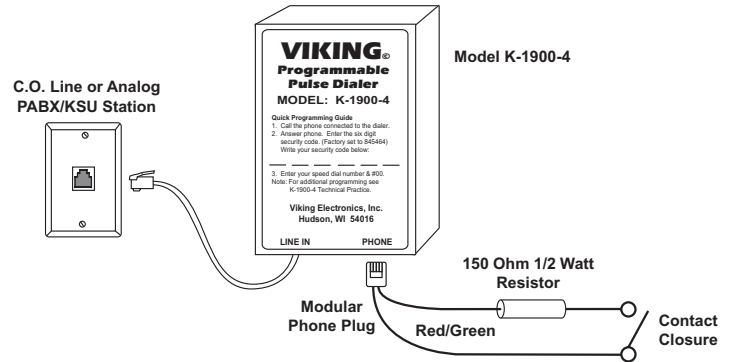 C.O. Line or Analog
PABX/KSU Station
VIKING©
Programmable
Pulse Dialer
MODEL: K-1900-4
Quick Programming Guide
1. Call the phone connected to the dialer.
2. Answer phone. Enter the six digit
security code. (Factory set to 845464)
Write your security code below:
3. Enter your speed dial number & #00.
Note: For additional programming see
K-1900-4 Technical Practice.
Viking Electronics, Inc.
Hudson, WI 54016
LINE IN PHONE
Model K-1900-4
Modular
Phone Plug
Red/Green
150 Ohm 1/2 Watt
Resistor
Contact
Closure